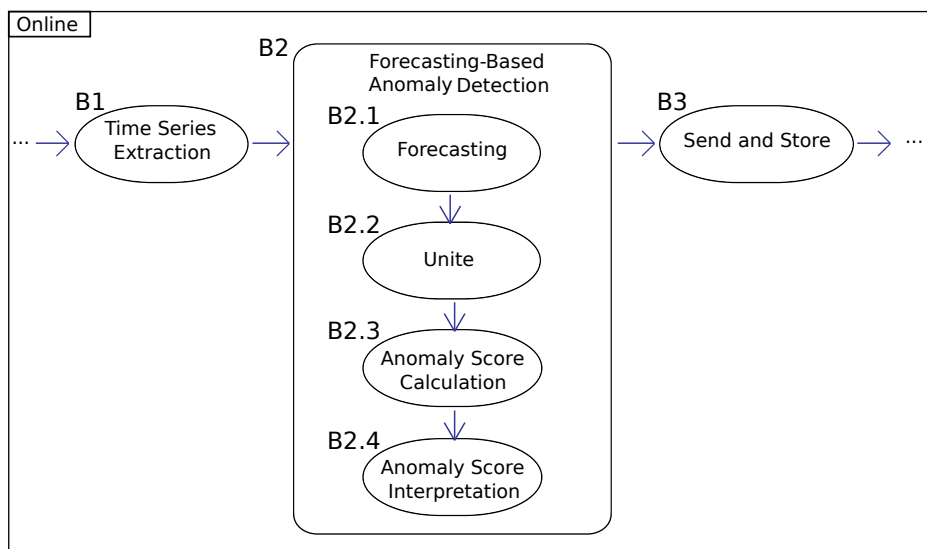 Online
...
B1
Time Series
Extraction
B2
Forecasting-Based
Anomaly Detection
B2.1
Forecasting
B2.2
Unite
B2.3
Anomaly Score
Calculation
B2.4
Anomaly Score
Interpretation
B3
Send and Store
...